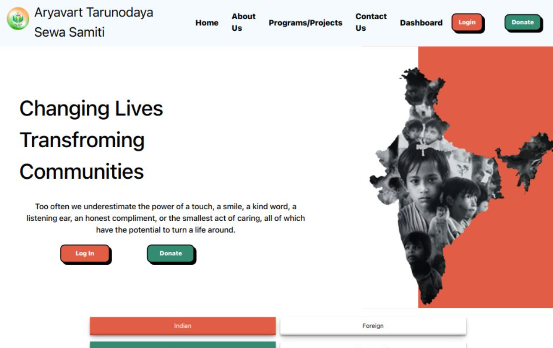 Aryavart Tarunodaya
Sewa Samiti
Home
About
Us
Programs/Projects
Contact
Us
Dashboard
Login
Donate
Changing Lives
Transfroming
Communities
Too often we underestimate the power of a touch, a smile, a kind word, a
listening ear, an honest compliment, or the smallest act of caring, all of which
have the potential to turn a life around.
Log In
Donate
Indian
Foreign